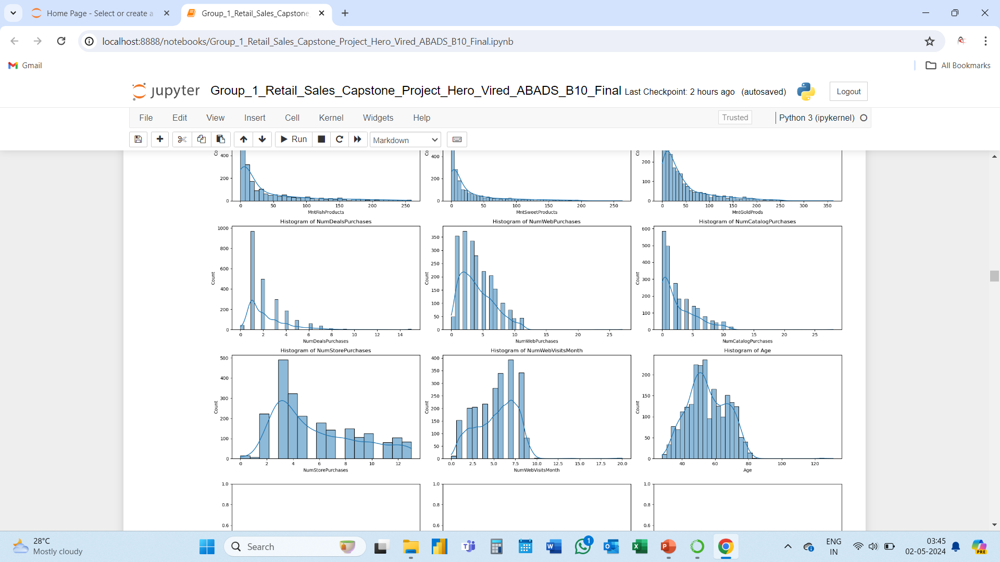 Home Page - Select or create a
Group_1_Retail_Sales_Capstone
localhost:8888/notebooks/Group_1_Retail_Sales_Capstone_Project_Hero_Vired_ABADS_B10_Final.ipynb
Gmail
All Bookmarks
jupyter Group_1_Retail_Sales_Capstone_Project_Hero_Vired_ABADS_B10_Final Last Checkpoint: 2 hours ago (autosaved)
Logout
File Edit View Insert Cell Kernel Widgets Help
Trusted
Python 3 (ipykernel)
Run
Markdown
Co
400
200
0
0 50 100 150 200 250
MntFishProducts
Co
400
200
0
0 50 100 150 200 250
MntSweetProducts
Co
200
100
0
0 50 100 150 200 250 300 350
MntGoldProds
Histogram of NumDealsPurchases
1000
800
600
400
200
0
Count
0 2 4 6 8 10 12 14
NumDealsPurchases
Histogram of NumWebPurchases
350
300
250
200
150
100
50
0
Count
0 5 10 15 20 25
NumWebPurchases
Histogram of NumCatalogPurchases
600
500
400
300
200
100
0
Count
0 5 10 15 20 25
NumCatalogPurchases
Histogram of NumStorePurchases
500
400
300
200
100
0
Count
0 2 4 6 8 10 12
NumStorePurchases
Histogram of NumWebVisitsMonth
400
350
300
250
200
150
100
50
0
Count
0.0 2.5 5.0 7.5 10.0 12.5 15.0 17.5 20.0
NumWebVisitsMonth
Histogram of Age
200
150
100
50
0
Count
40 60 80 100 120
Age
1.0
0.8
0.6
1.0
0.8
0.6
1.0
0.8
0.6
28°C
Mostly cloudy
Search
1
ENG
IN
03:45
02-05-2024
PRE